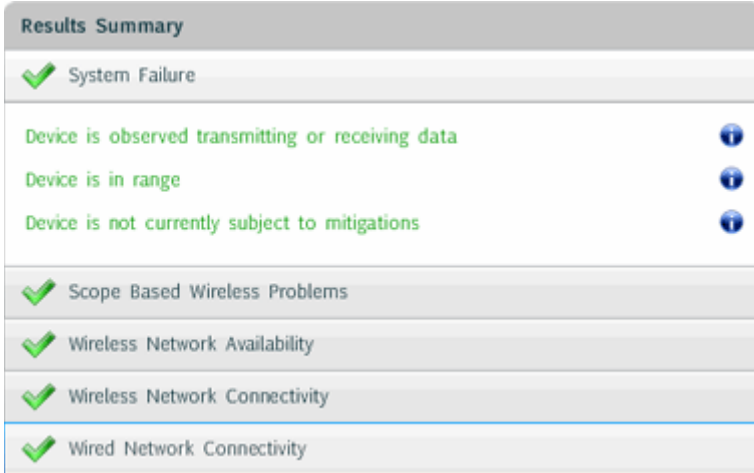 Results Summary
System Failure
Device is observed transmitting or receiving data
Device is in range
Device is not currently subject to mitigations
Scope Based Wireless Problems
Wireless Network Availability
Wireless Network Connectivity
Wired Network Connectivity